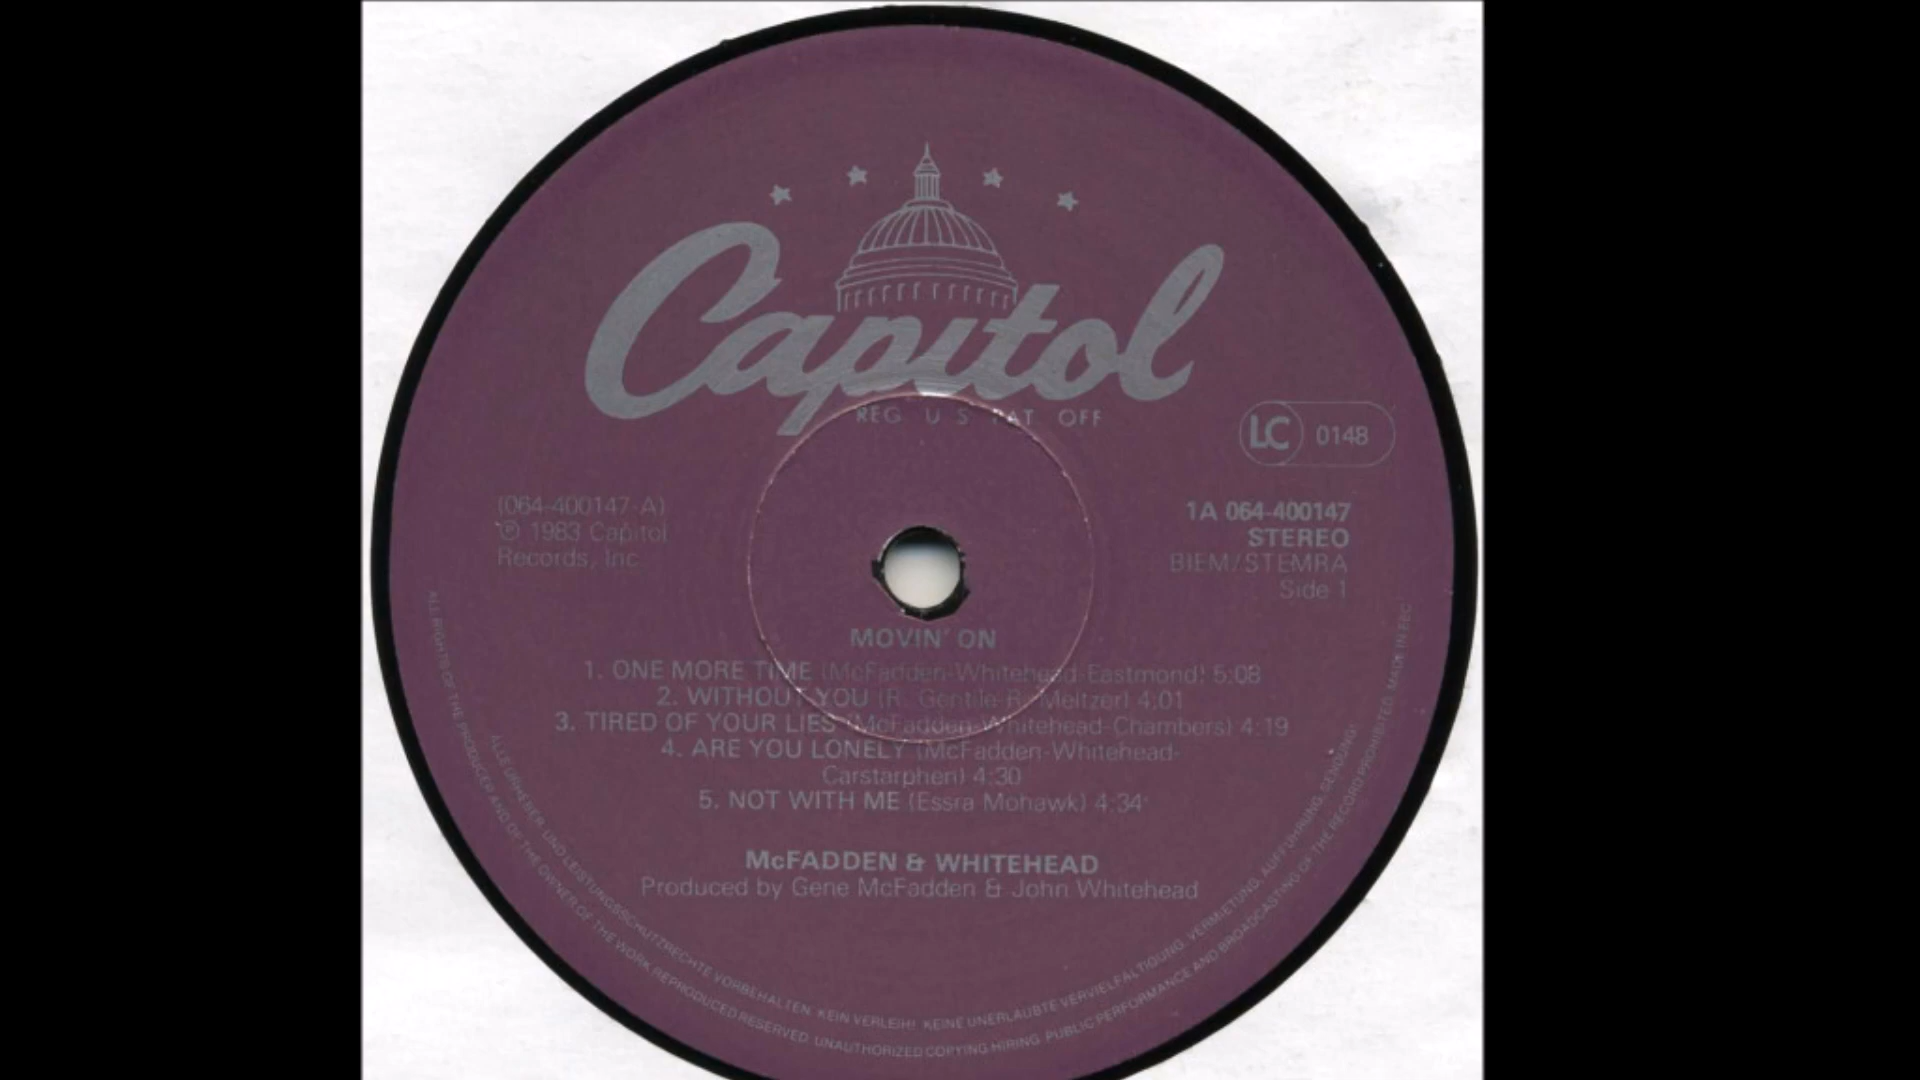 Capitol
REG U S PAT OFF
LC 0148
(064-400147-A)
℗ 1983 Capitol
Records, Inc
1A 064-400147
STEREO
BIEM/STEMRA
Side 1
MOVIN' ON
1. ONE MORE TIME (McFadden-Whitehead-Eastmond) 5:08
2. WITHOUT YOU (R. Gentile-R. Meltzer) 4:01
3. TIRED OF YOUR LIES (McFadden-Whitehead-Chambers) 4:19
4. ARE YOU LONELY (McFadden-Whitehead-
Carstarphen) 4:30
5. NOT WITH ME (Essra Mohawk) 4:34
McFADDEN & WHITEHEAD
Produced by Gene McFadden & John Whitehead
ALLE URHEBER UND LEISTUNGSSCHUTZRECHTE VORBEHALTEN. KEIN VERLEIH! KEINE UNERLAUBTE VERVIELFÄLTIGUNG, VERMIETUNG, AUFFÜHRUNG, SENDUNG!
ALL RIGHTS OF THE PRODUCER AND OF THE OWNER OF THE WORK REPRODUCED RESERVED. UNAUTHORIZED COPYING HIRING PUBLIC PERFORMANCE AND BROADCASTING OF THE RECORD PROHIBITED. MADE IN EEC